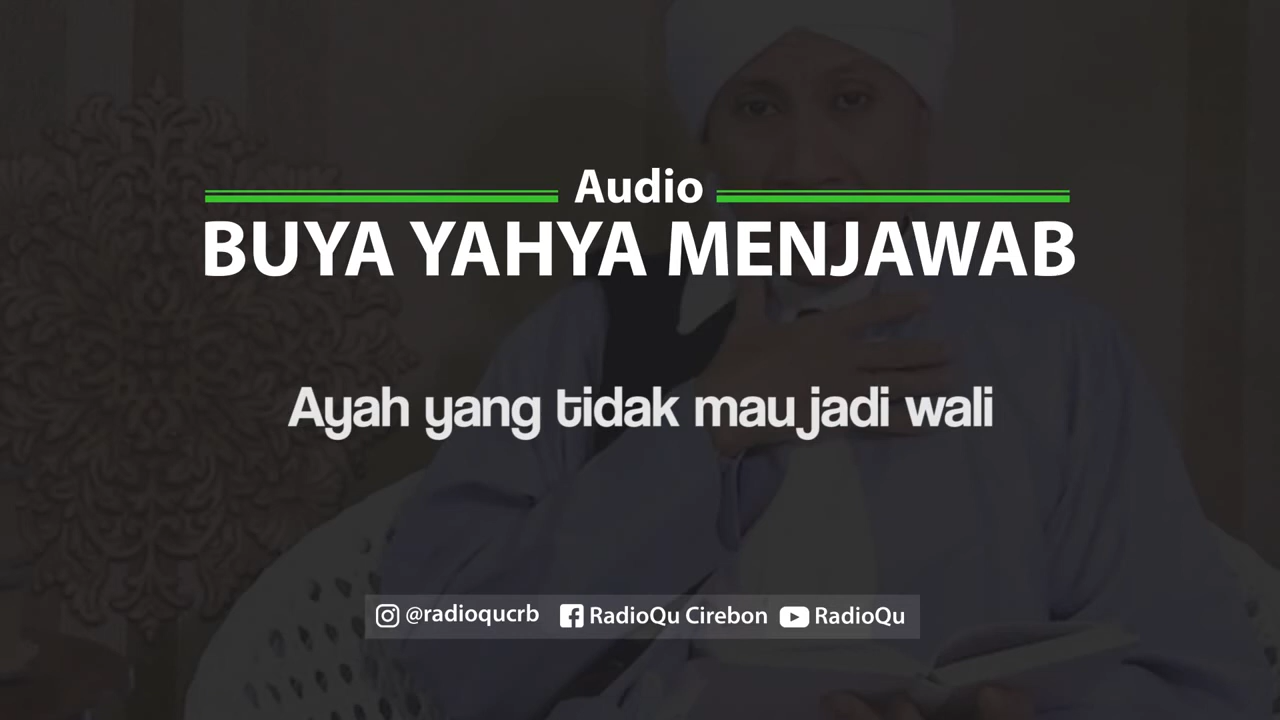 Audio
BUYA YAHYA MENJAWAB
Ayah yang tidak mau jadi wali
@radioqucrb RadioQu Cirebon RadioQu